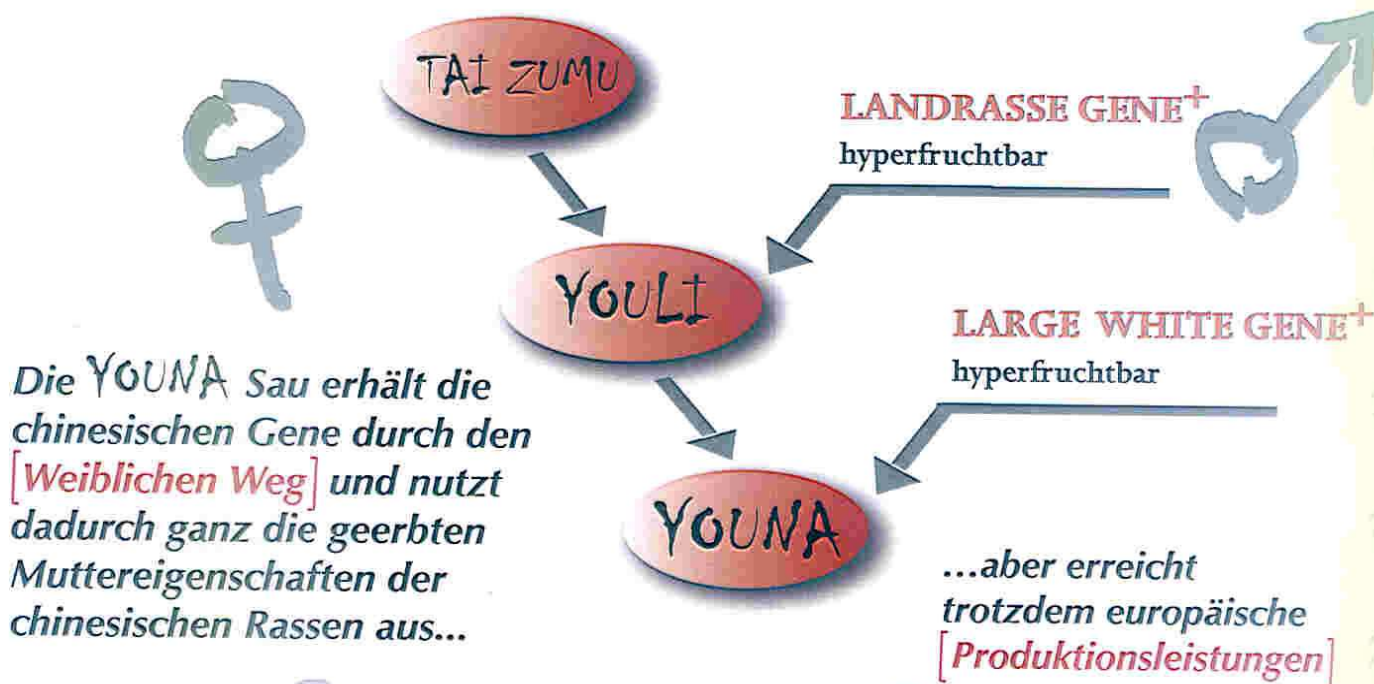 TAI ZUMU
LANDRASSE GENE+
hyperfruchtbar
YOULI
LARGE WHITE GENE+
hyperfruchtbar
Die YOUNA Sau erhält die
chinesischen Gene durch den
[Weiblichen Weg] und nutzt
dadurch ganz die geerbten
Muttereigenschaften der
chinesischen Rassen aus...
YOUNA
...aber erreicht
trotzdem europäische
[Produktionsleistungen]